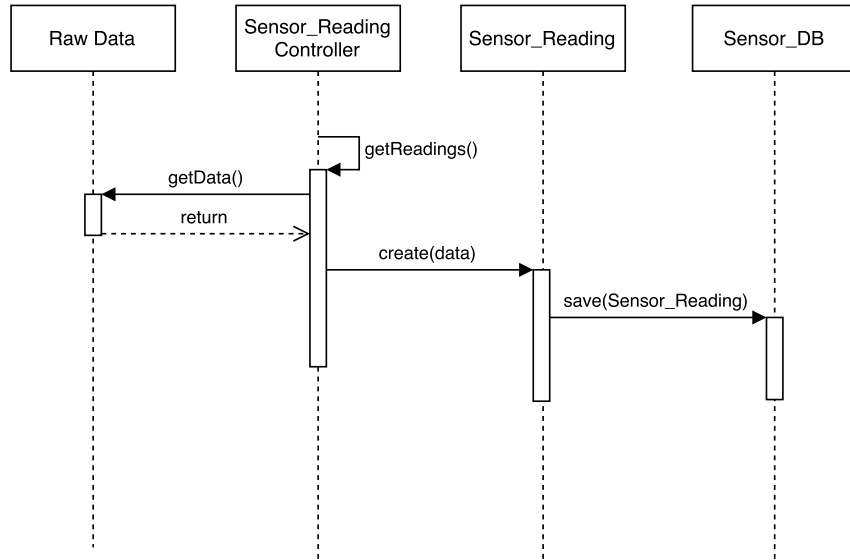 Raw Data
Sensor_Reading
Controller
Sensor_Reading
Sensor_DB
getReadings()
getData()
return
create(data)
save(Sensor_Reading)